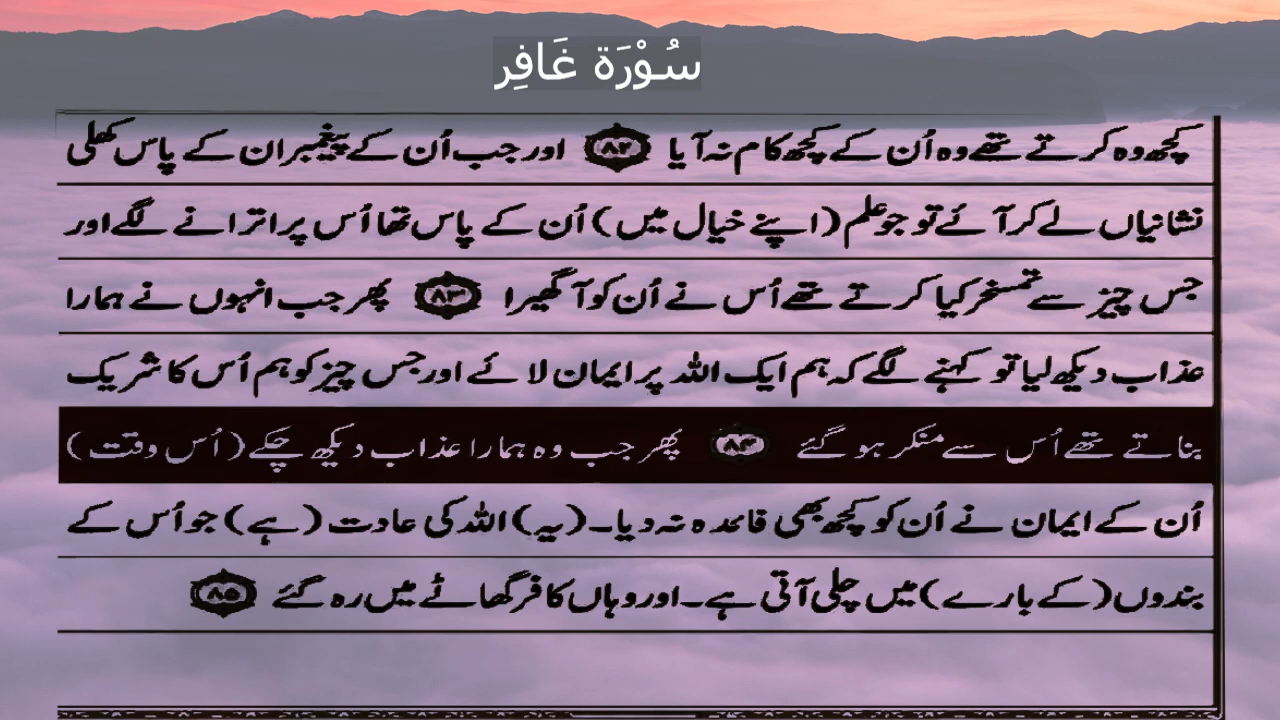 سُوْرَة غَافِر
کچھ وہ کرتے تھے وہ اُن کے کچھ کام نہ آیا ۸۲ اور جب اُن کے پیغمبر ان کے پاس کھلی
نشانیاں لے کر آئے تو جو علم (اپنے خیال میں) اُن کے پاس تھا اُس پر اترانے لگے اور
جس چیز سے تمسخر کیا کرتے تھے اُس نے اُن کو آ گھیرا ۸۳ پھر جب انہوں نے ہمارا
عذاب دیکھ لیا تو کہنے لگے کہ ہم ایک اللہ پر ایمان لائے اور جس چیز کو ہم اُس کا شریک
بناتے تھے اُس سے منکر ہو گئے ۸۴ پھر جب وہ ہمارا عذاب دیکھ چکے (اُس وقت)
اُن کے ایمان نے اُن کو کچھ بھی فائدہ نہ دیا۔ (یہ) اللہ کی عادت (ہے) جو اُس کے
بندوں (کے بارے) میں چلی آتی ہے۔ اور وہاں کافر گھاٹے میں رہ گئے ۸۵